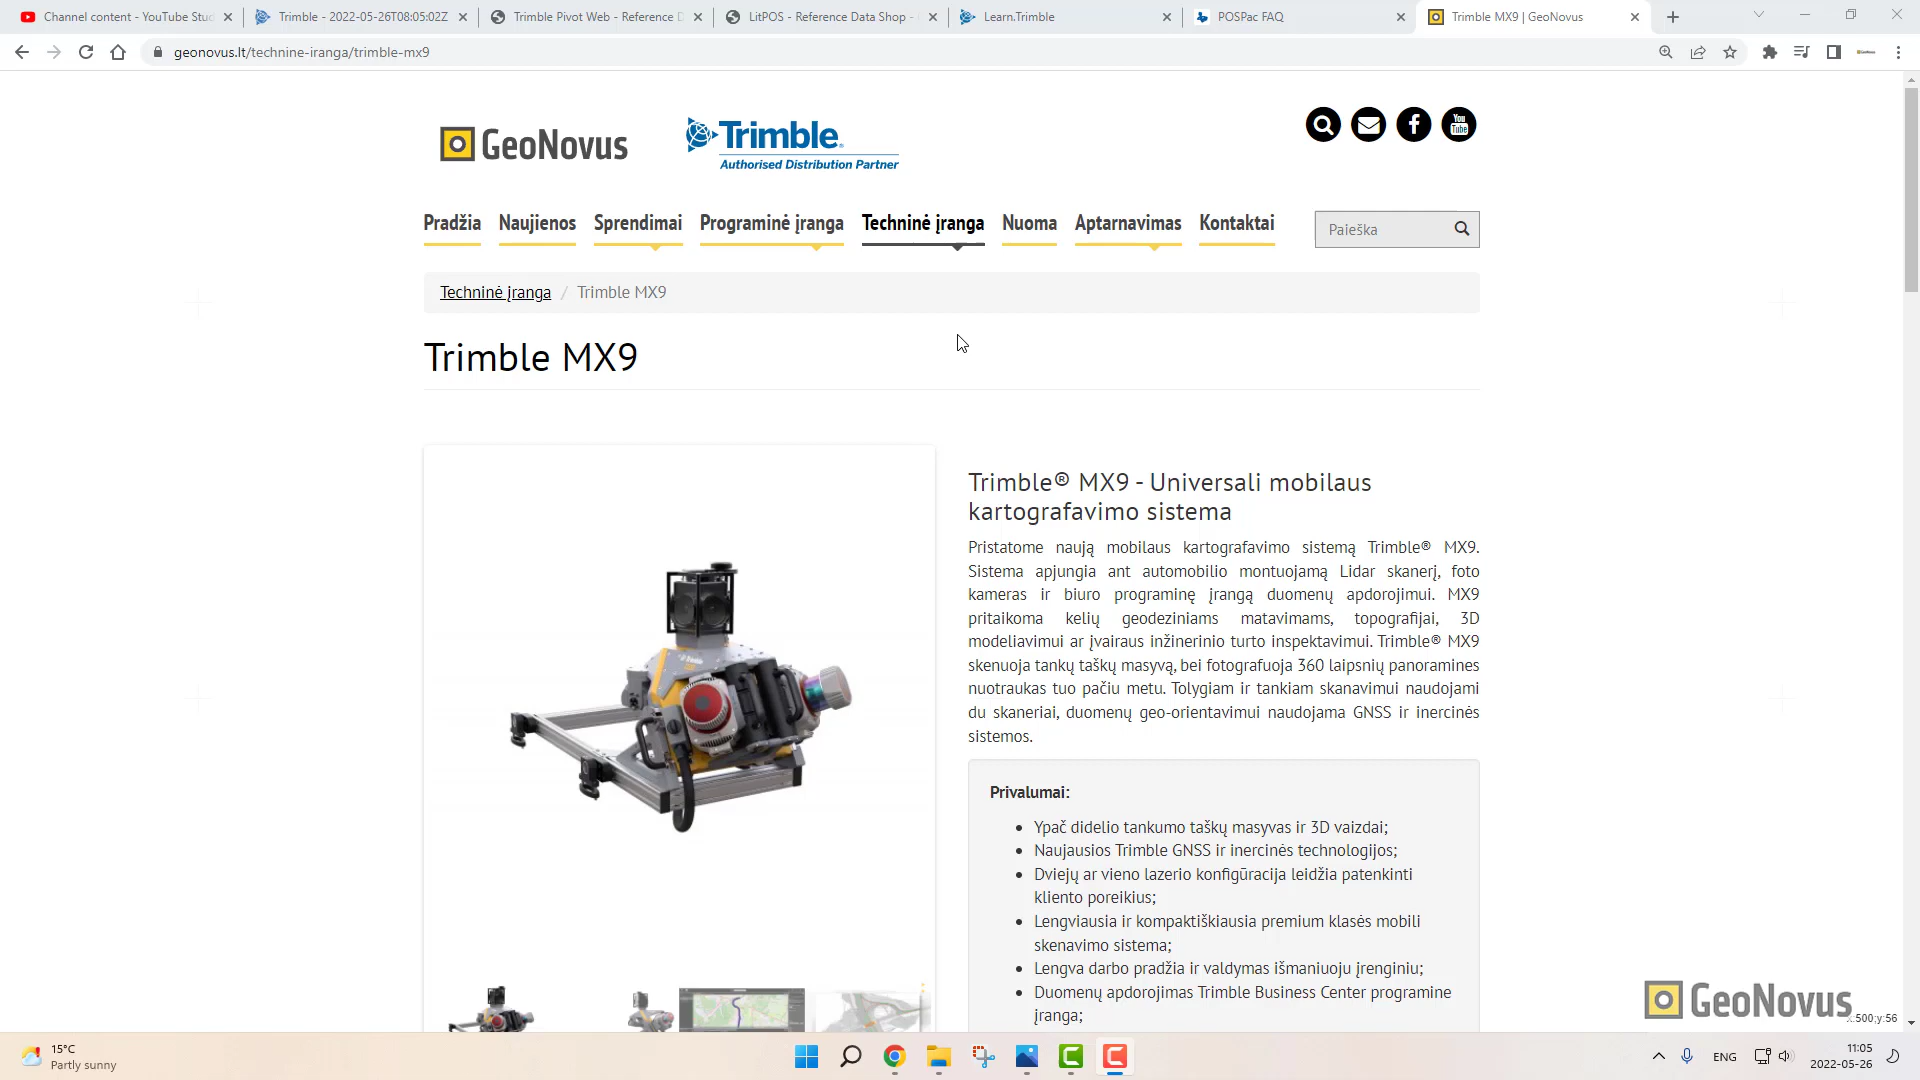 Channel content - YouTube Stud
Trimble - 2022-05-26T08:05:02Z
Trimble Pivot Web - Reference D
LitPOS - Reference Data Shop -
Learn.Trimble
POSPac FAQ
Trimble MX9 | GeoNovus
geonovus.lt/technine-iranga/trimble-mx9
GeoNovus
Trimble
Authorised Distribution Partner
You
Tube
Pradžia
Naujienos
Sprendimai
Programinė įranga
Techninė įranga
Nuoma
Aptarnavimas
Kontaktai
Paieška
Techninė įranga / Trimble MX9
Trimble MX9
Trimble® MX9 - Universali mobilaus
kartografavimo sistema
Pristatome naują mobilaus kartografavimo sistemą Trimble® MX9.
Sistema apjungia ant automobilio montuojamą Lidar skanerį, foto
kameras ir biuro programinę įrangą duomenų apdorojimui. MX9
pritaikoma kelių geodeziniams matavimams, topografijai, 3D
modeliavimui ar įvairaus inžinerinio turto inspektavimui. Trimble® MX9
skenuoja tankų taškų masyvą, bei fotografuoja 360 laipsnių panoramines
nuotraukas tuo pačiu metu. Tolygiam ir tankiam skanavimui naudojami
du skaneriai, duomenų geo-orientavimui naudojama GNSS ir inercinės
sistemos.
Privalumai:
• Ypač didelio tankumo taškų masyvas ir 3D vaizdai;
• Naujausios Trimble GNSS ir inercinės technologijos;
• Dviejų ar vieno lazerio konfigūracija leidžia patenkinti
kliento poreikius;
• Lengviausia ir kompaktiškiausia premium klasės mobili
skenavimo sistema;
• Lengva darbo pradžia ir valdymas išmaniuoju įrenginiu;
• Duomenų apdorojimas Trimble Business Center programine
įranga;
GeoNovus
x:500;y:56
15°C
Partly sunny
ENG
11:05
2022-05-26